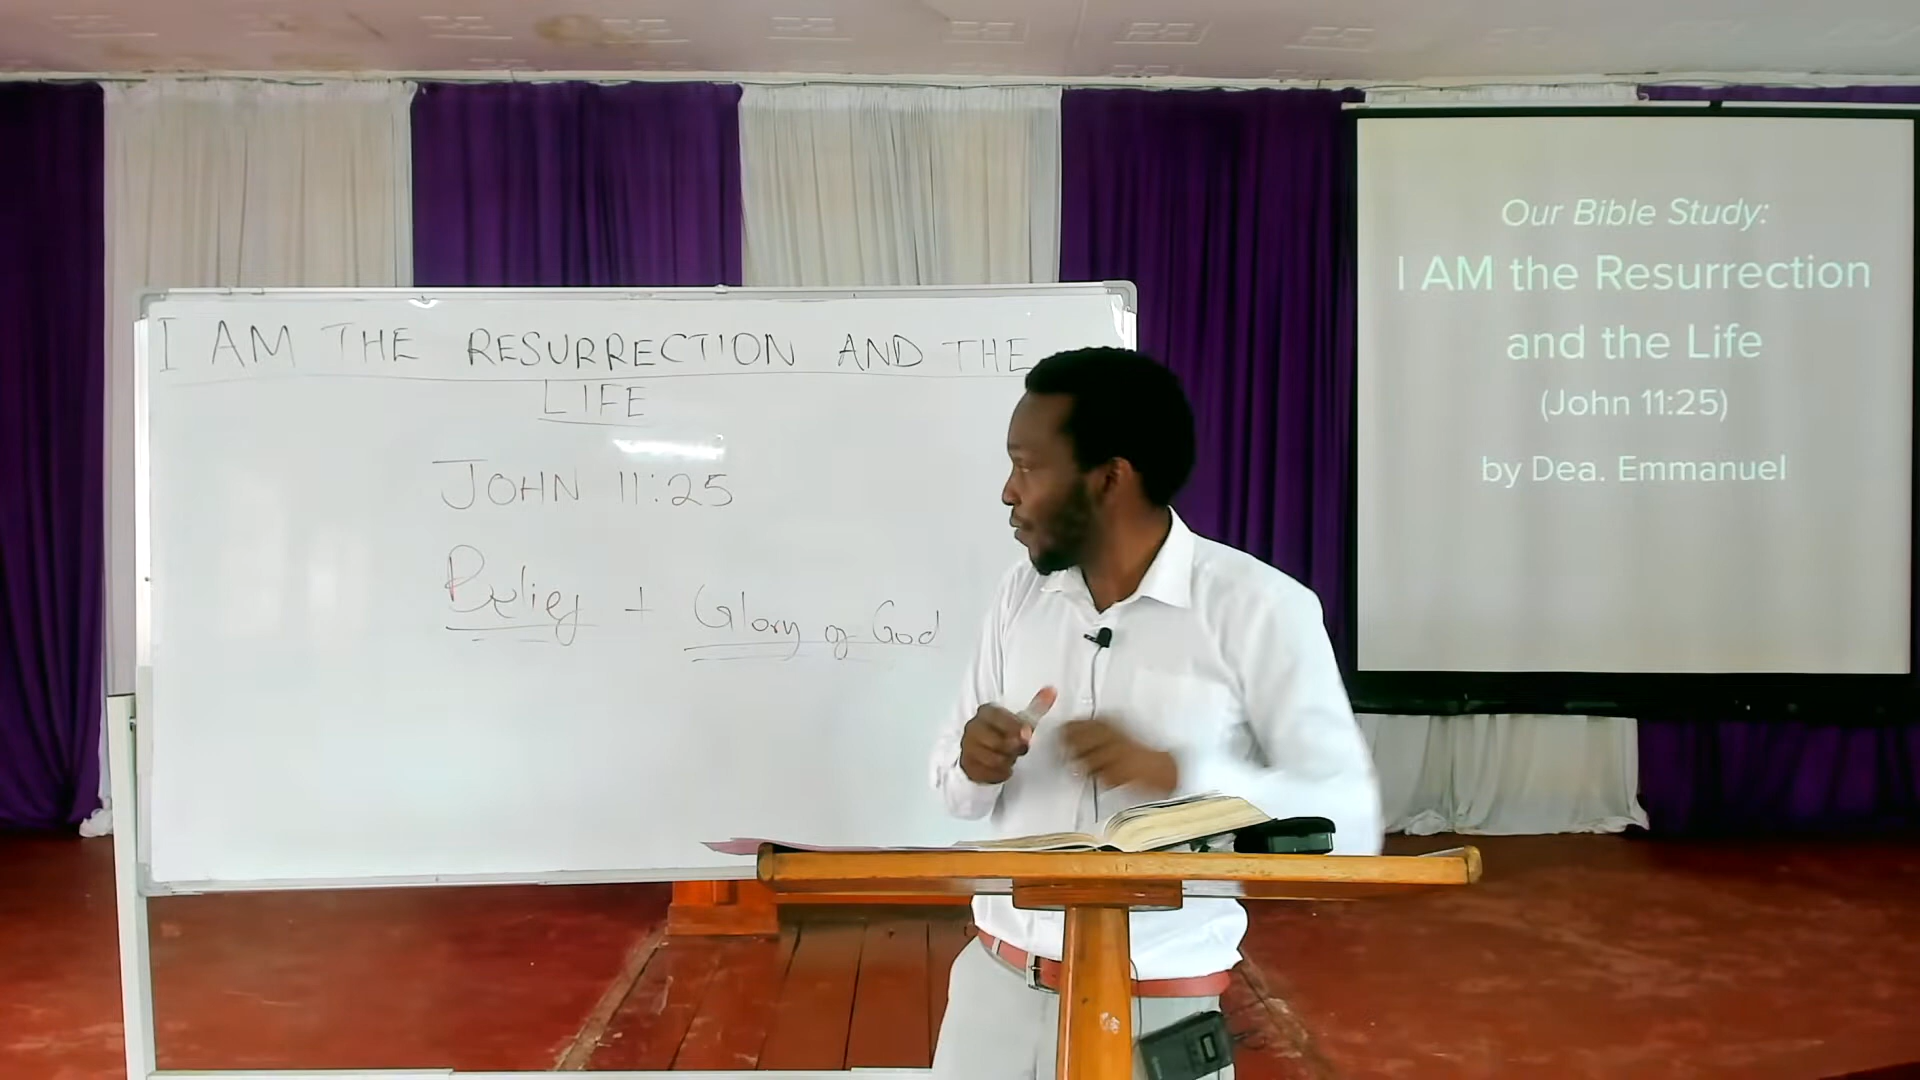 I AM THE RESURRECTION AND THE
LIFE
JOHN 11:25
Belief + Glory of God
Our Bible Study:
I AM the Resurrection
and the Life
(John 11:25)
by Dea. Emmanuel